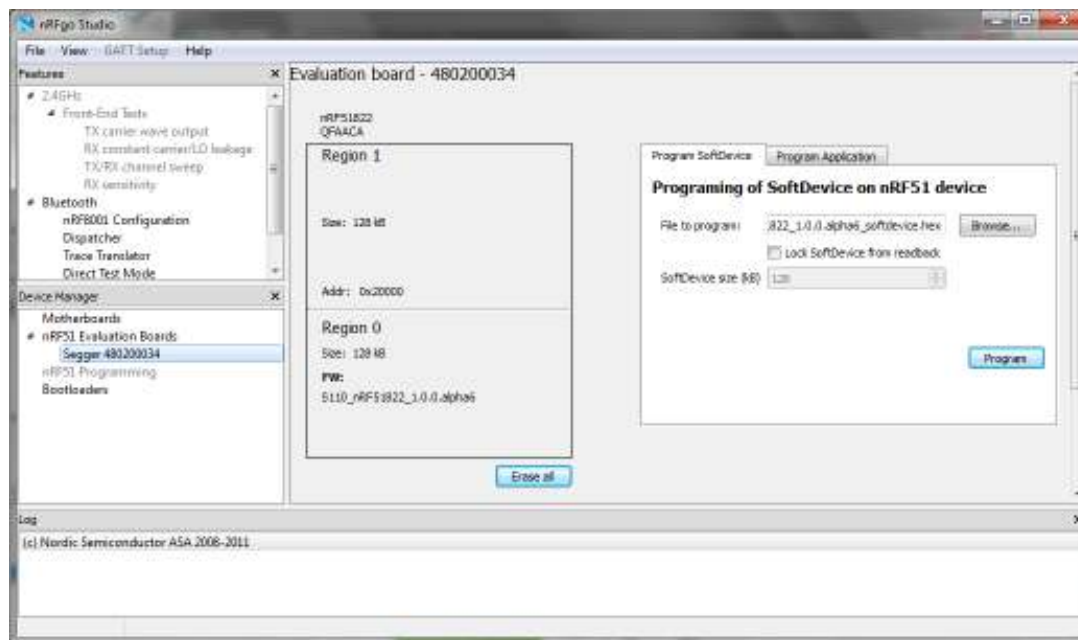 nRFgo Studio
File View GATT Setup Help
Features
2.4GHz
Front-End Tests
TX carrier wave output
RX constant carrier/LO leakage
TX/RX channel sweep
RX sensitivity
Bluetooth
nRF8001 Configuration
Dispatcher
Trace Translator
Direct Test Mode
Device Manager
Motherboards
nRF51 Evaluation Boards
Segger 480200034
nRF51 Programming
Bootloaders
Evaluation board - 480200034
nRF51822
QFAACA
Region 1
Size: 128 kB
Addr: 0x20000
Region 0
Size: 128 kB
FW:
S110_nRF51822_1.0.0.alpha6
Erase all
Program SoftDevice Program Application
Programing of SoftDevice on nRF51 device
File to program: 822_1.0.0.alpha6_softdevice.hex Browse...
Lock SoftDevice from readback
SoftDevice size (kB) 128
Program
Log
(c) Nordic Semiconductor ASA 2008-2011